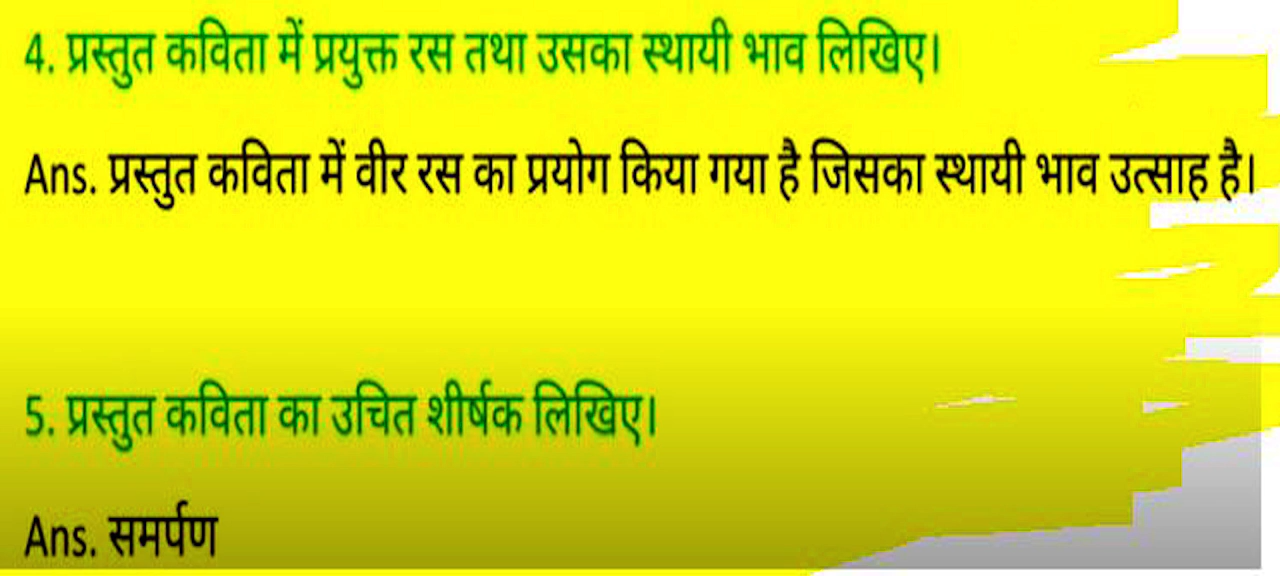 4. प्रस्तुत कविता में प्रयुक्त रस तथा उसका स्थायी भाव लिखिए।
Ans. प्रस्तुत कविता में वीर रस का प्रयोग किया गया है जिसका स्थायी भाव उत्साह है।
5. प्रस्तुत कविता का उचित शीर्षक लिखिए।
Ans. समर्पण